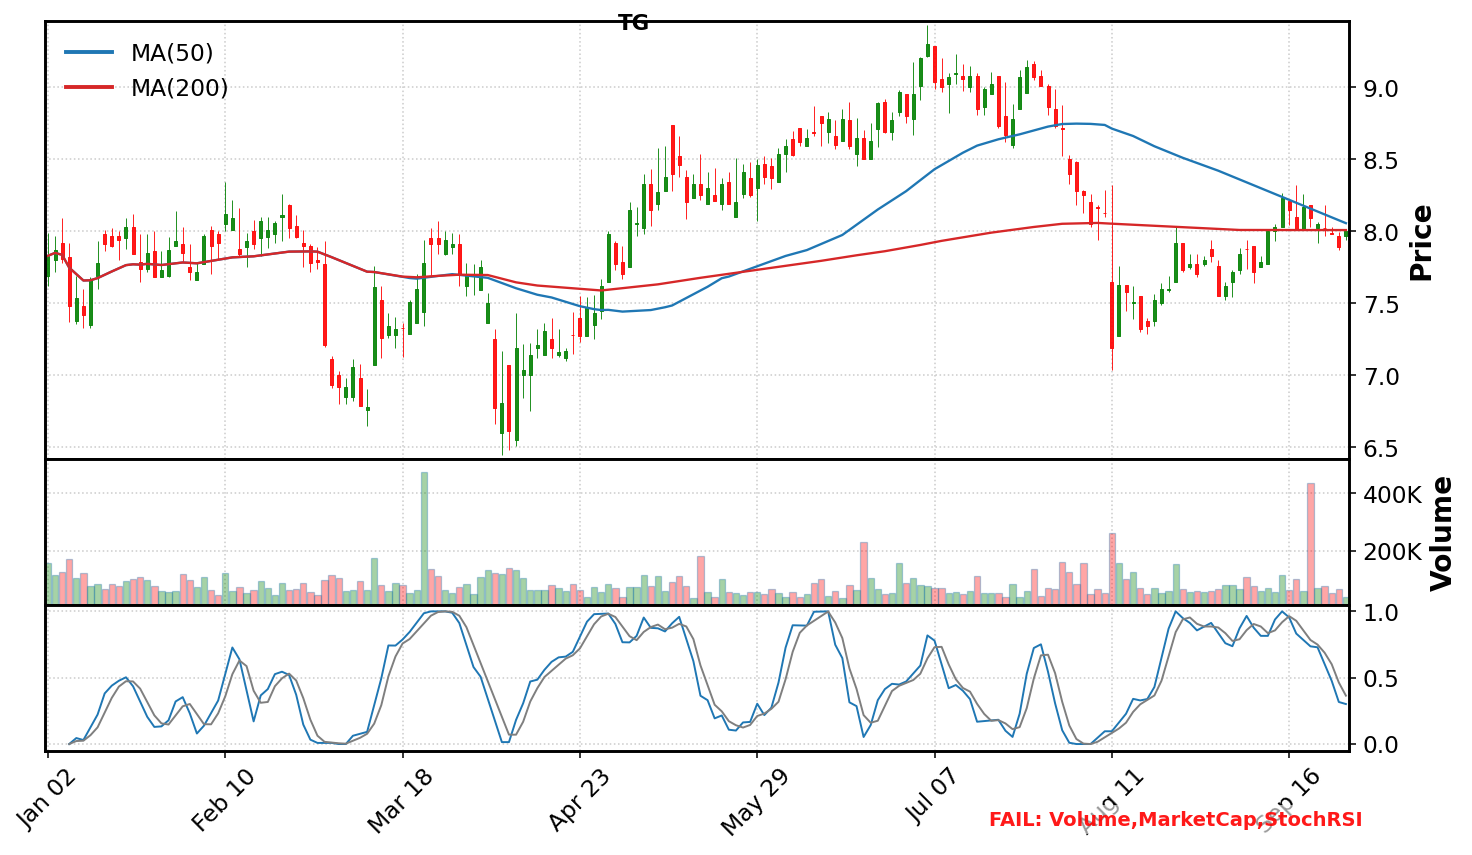 TG
MA(50)
MA(200)
9.0
8.5
8.0
7.5
7.0
6.5
Price
400K
200K
Volume
1.0
0.5
0.0
Jan 02
Feb 10
Mar 18
Apr 23
May 29
Jul 07
Aug 11
Sep 16
FAIL: Volume,MarketCap,StochRSI